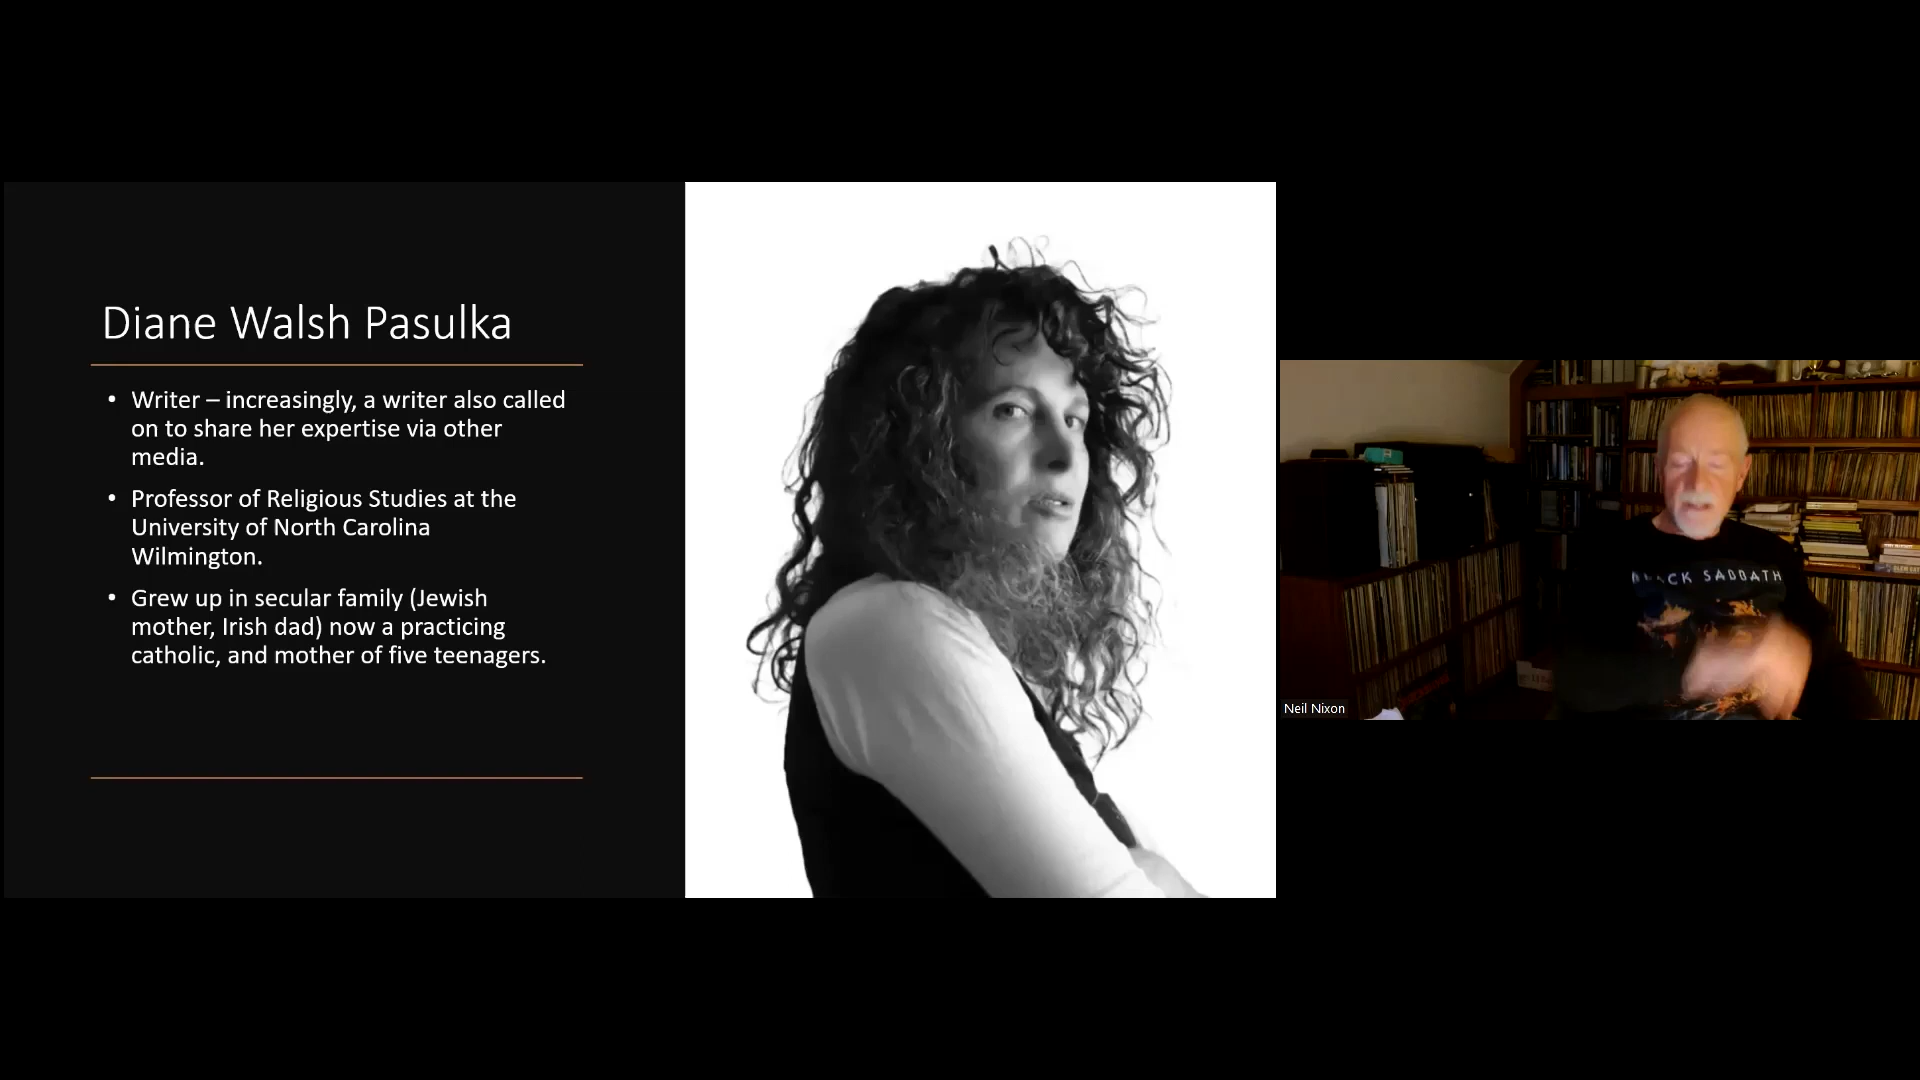 Diane Walsh Pasulka
• Writer – increasingly, a writer also called
on to share her expertise via other
media.
• Professor of Religious Studies at the
University of North Carolina
Wilmington.
• Grew up in secular family (Jewish
mother, Irish dad) now a practicing
catholic, and mother of five teenagers.
BLACK SABBATH
Neil Nixon